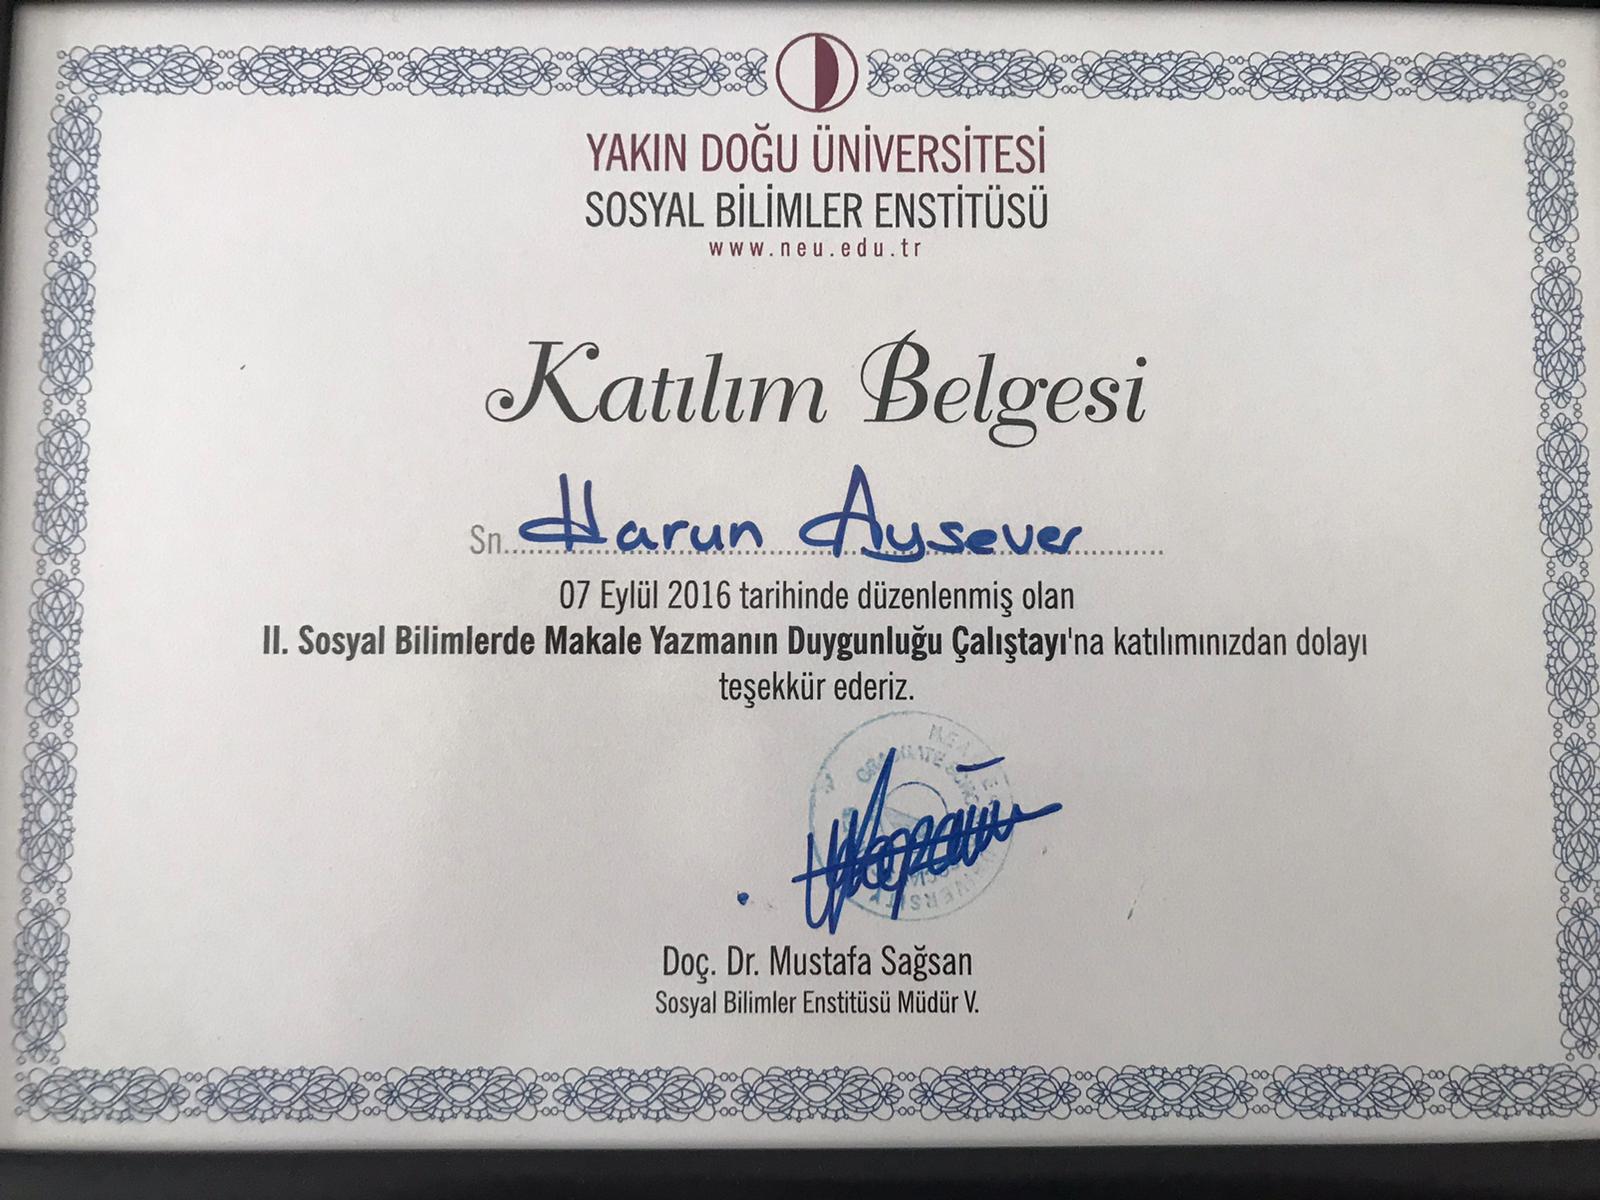 YAKIN DOĞU ÜNİVERSİTESİ
SOSYAL BİLİMLER ENSTİTÜSÜ
www.neu.edu.tr
Katılım Belgesi
Sn. Harun Aysever
07 Eylül 2016 tarihinde düzenlenmiş olan
II. Sosyal Bilimlerde Makale Yazmanın Duygunluğu Çalıştayı'na katılımınızdan dolayı
teşekkür ederiz.
Doç. Dr. Mustafa Sağsan
Sosyal Bilimler Enstitüsü Müdür V.